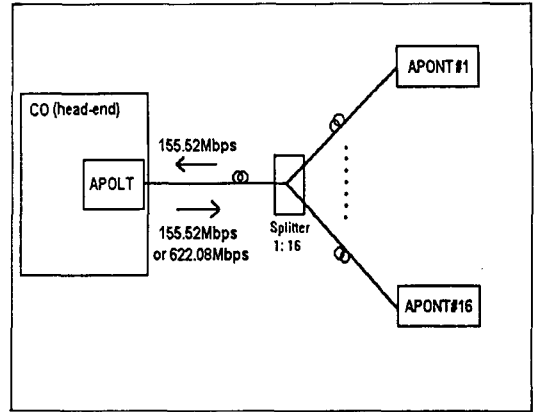 APONT#1
CO (head-end)
155.52Mbps
APOLT
Splitter
1: 16
155.52Mbps
or 622.08Mbps
APONT#16